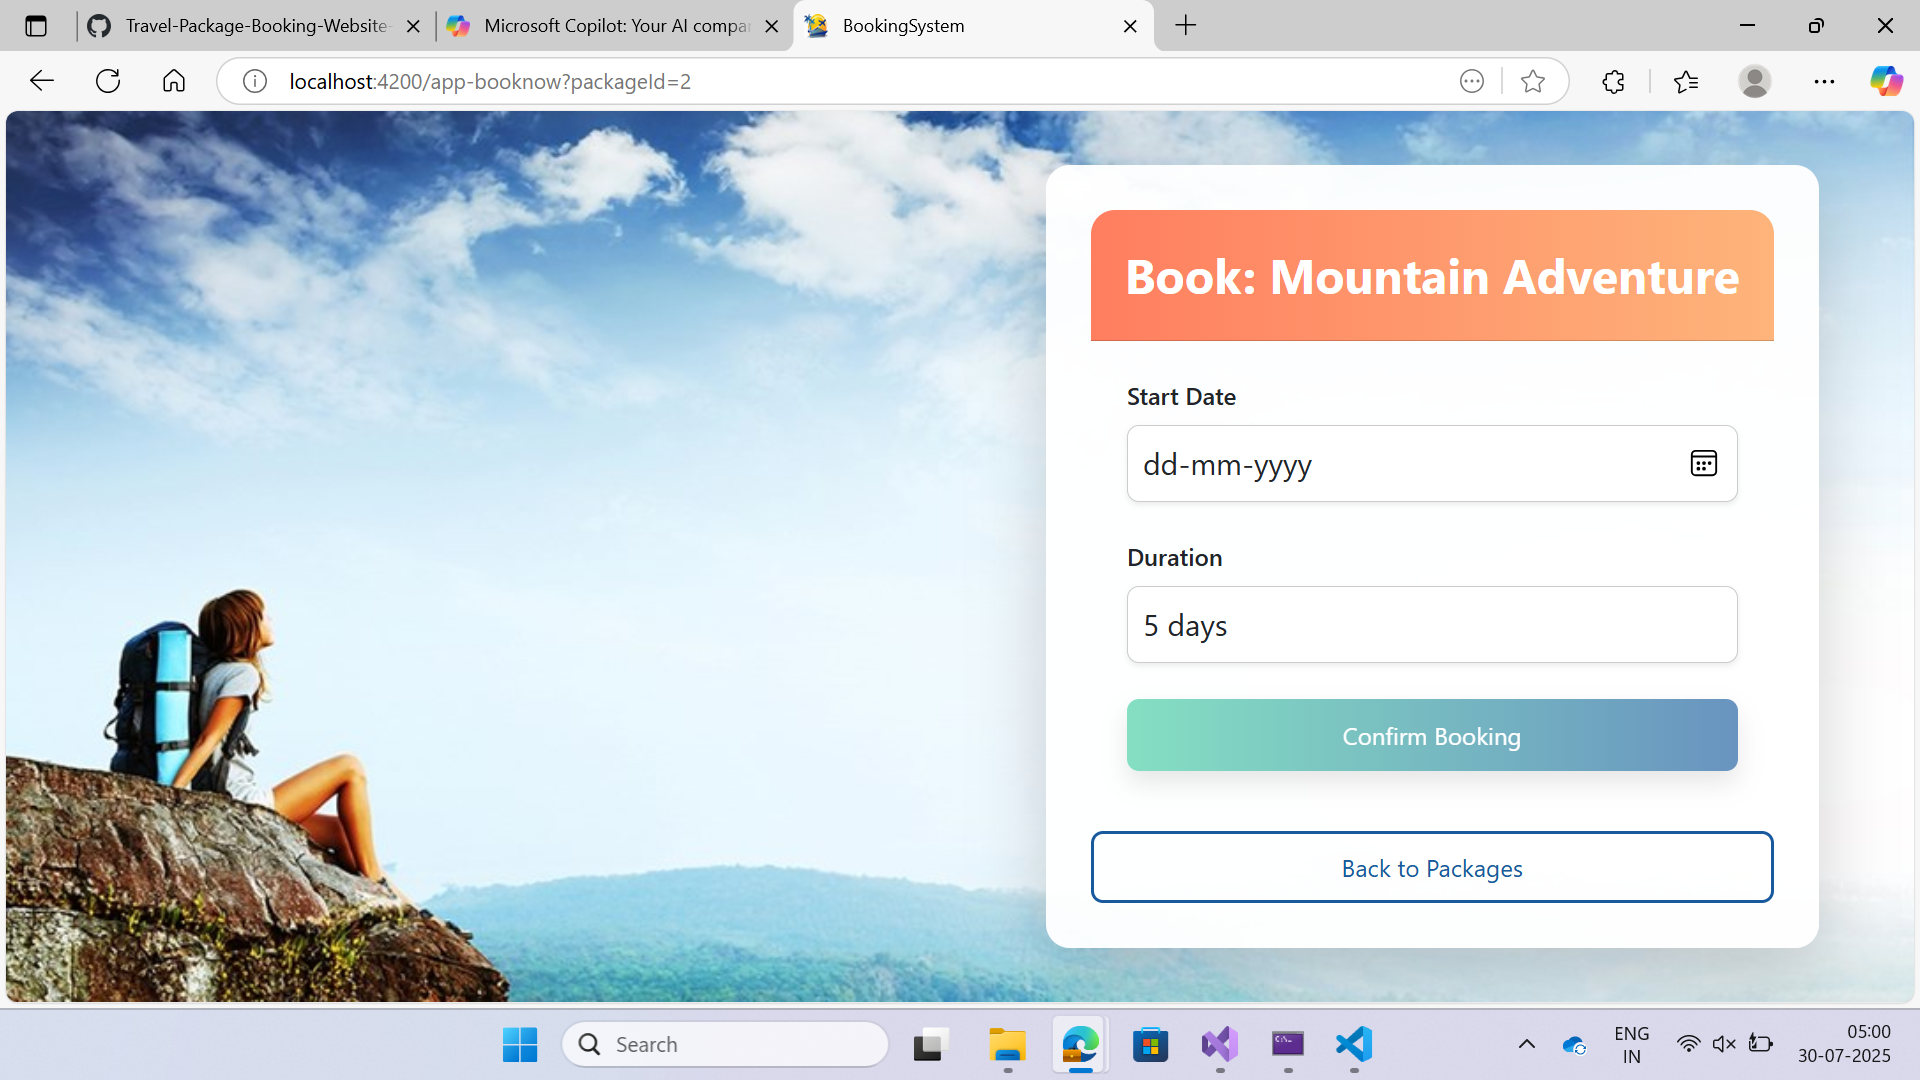 Travel-Package-Booking-Website-
Microsoft Copilot: Your AI compa
BookingSystem
localhost:4200/app-booknow?packageId=2
Book: Mountain Adventure
Start Date
dd-mm-yyyy
Duration
5 days
Confirm Booking
Back to Packages
Search
ENG
IN
05:00
30-07-2025